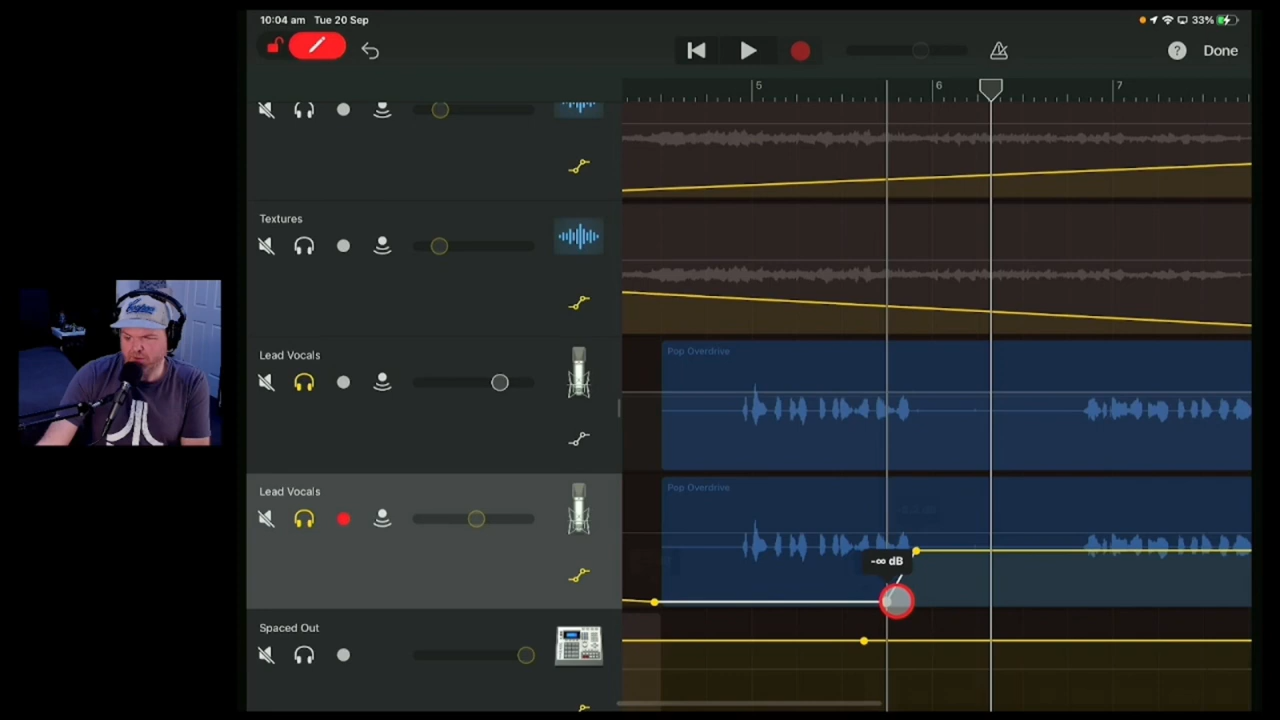 10:04 am Tue 20 Sep
33%
? Done
5 6 7
Textures
Lead Vocals
Pop Overdrive
Lead Vocals
Pop Overdrive
-∞ dB
Spaced Out